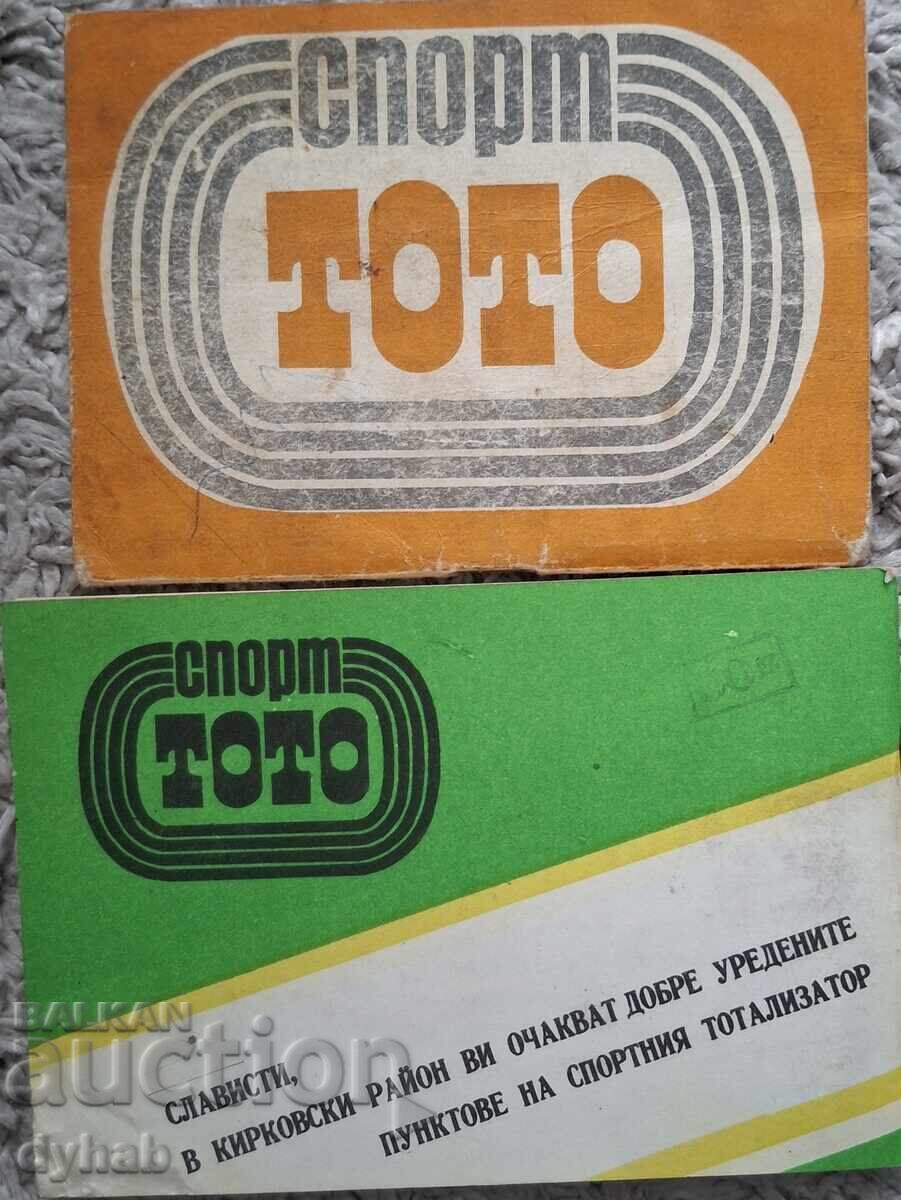 спорт
ТОТО
спорт
ТОТО
СЛАВИСТИ,
В КИРКОВСКИ РАЙОН ВИ ОЧАКВАТ ДОБРЕ УРЕДЕНИТЕ
ПУНКТОВЕ НА СПОРТНИЯ ТОТАЛИЗАТОР
BALKAN
auction
dyhab